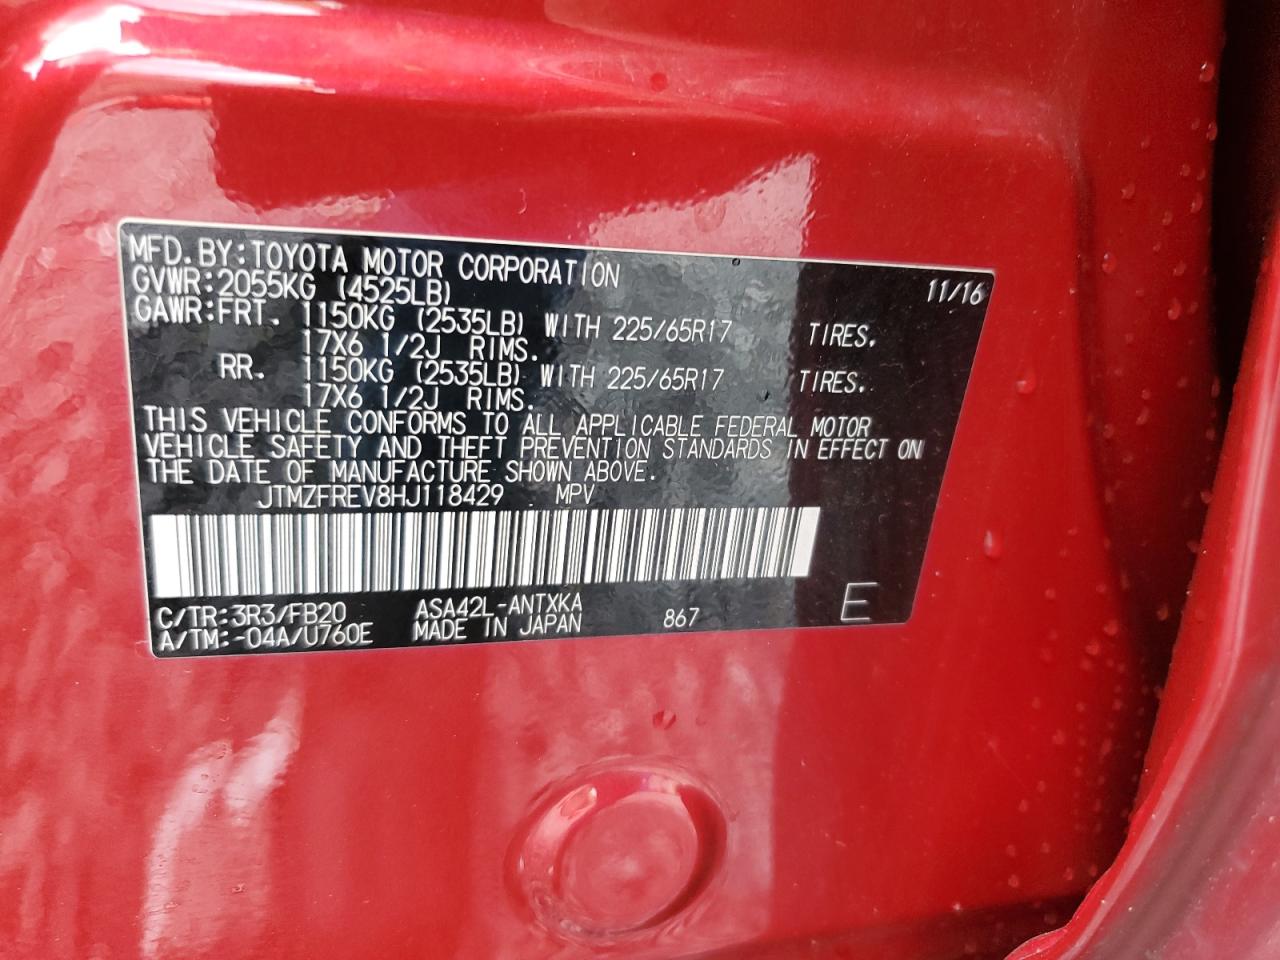 MFD. BY: TOYOTA MOTOR CORPORATION
GVWR: 2055KG (4525LB) 11/16
GAWR: FRT. 1150KG (2535LB) WITH 225/65R17 TIRES.
17X6 1/2J RIMS.
RR. 1150KG (2535LB) WITH 225/65R17 TIRES.
17X6 1/2J RIMS.
THIS VEHICLE CONFORMS TO ALL APPLICABLE FEDERAL MOTOR
VEHICLE SAFETY AND THEFT PREVENTION STANDARDS IN EFFECT ON
THE DATE OF MANUFACTURE SHOWN ABOVE.
JTMZFREV8HJ118429 MPV
C/TR: 3R3/FB20 ASA42L-ANTXKA
A/TM: -04A/U760E MADE IN JAPAN 867 E